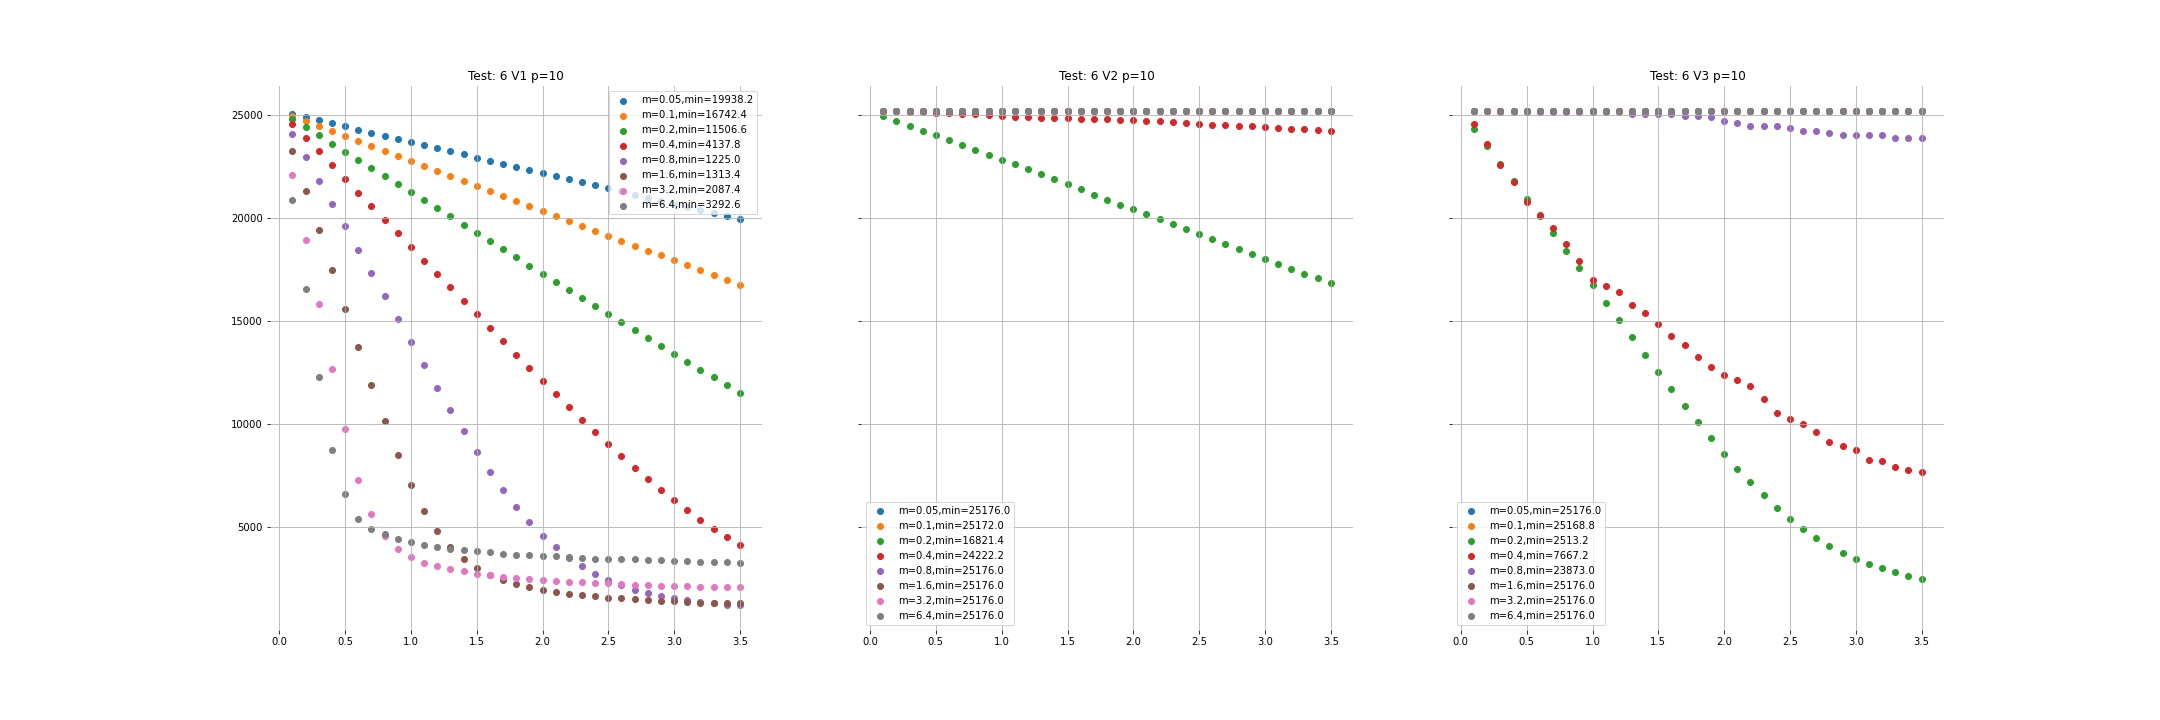 Test: 6 V1 p=10
25000
20000
15000
10000
5000
m=0.05,min=19938.2
m=0.1,min=16742.4
m=0.2,min=11506.6
m=0.4,min=4137.8
m=0.8,min=1225.0
m=1.6,min=1313.4
m=3.2,min=2087.4
m=6.4,min=3292.6
0.0 0.5 1.0 1.5 2.0 2.5 3.0 3.5
Test: 6 V2 p=10
m=0.05,min=25176.0
m=0.1,min=25172.0
m=0.2,min=16821.4
m=0.4,min=24222.2
m=0.8,min=25176.0
m=1.6,min=25176.0
m=3.2,min=25176.0
m=6.4,min=25176.0
0.0 0.5 1.0 1.5 2.0 2.5 3.0 3.5
Test: 6 V3 p=10
m=0.05,min=25176.0
m=0.1,min=25168.8
m=0.2,min=2513.2
m=0.4,min=7667.2
m=0.8,min=23873.0
m=1.6,min=25176.0
m=3.2,min=25176.0
m=6.4,min=25176.0
0.0 0.5 1.0 1.5 2.0 2.5 3.0 3.5